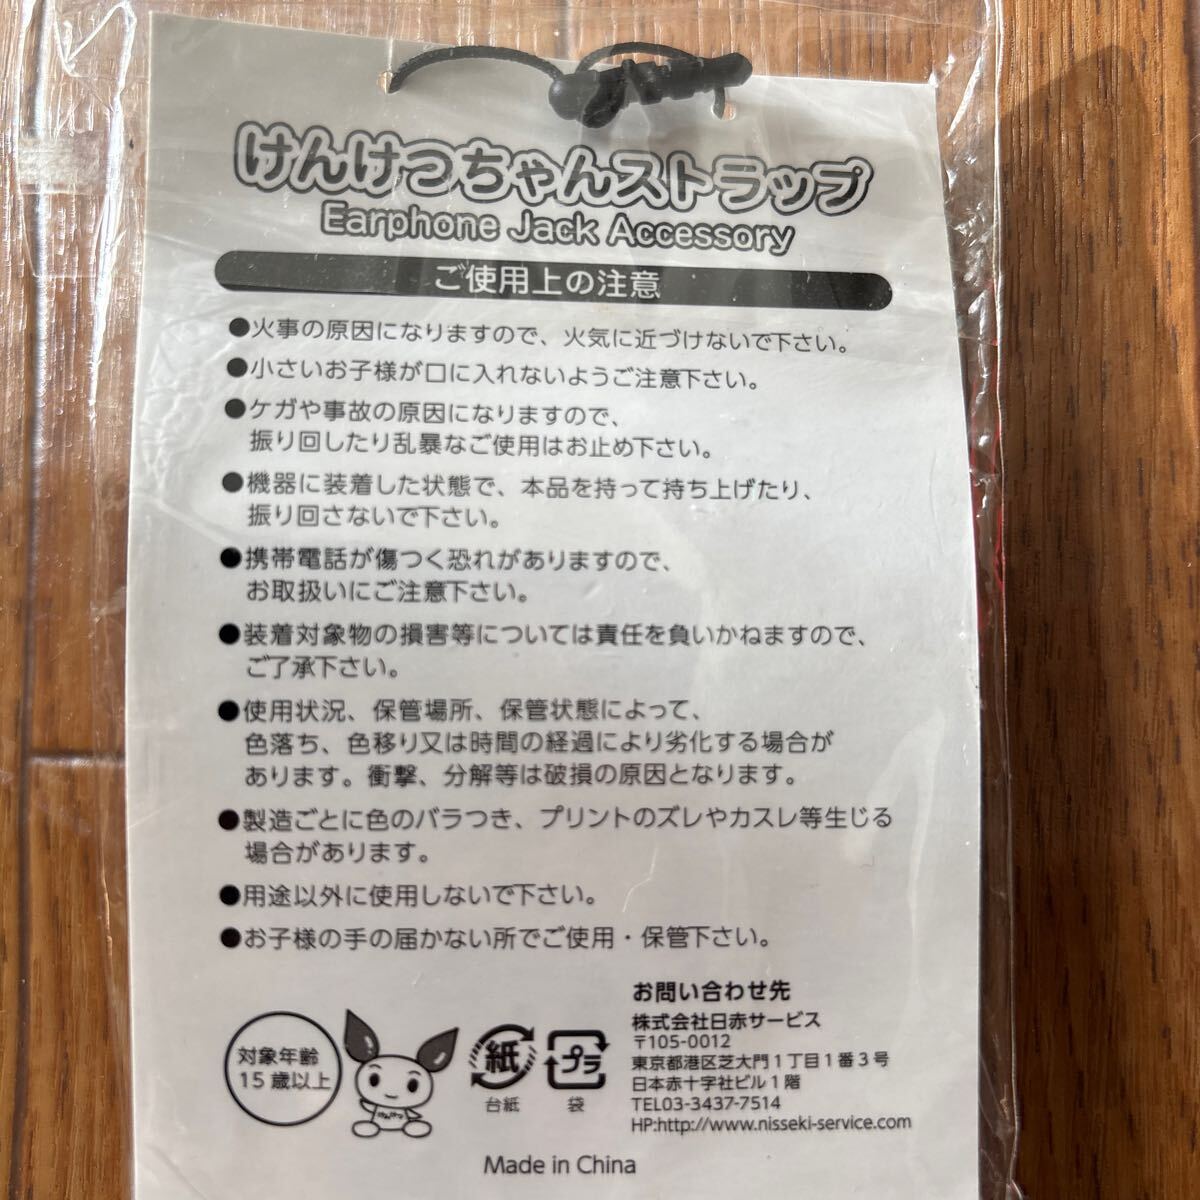 けんけつちゃんストラップ
Earphone Jack Accessory
ご使用上の注意
●火事の原因になりますので、火気に近づけないで下さい。
●小さいお子様が口に入れないようご注意下さい。
●ケガや事故の原因になりますので、
振り回したり乱暴なご使用はお止め下さい。
●機器に装着した状態で、本品を持って持ち上げたり、
振り回さないで下さい。
●携帯電話が傷つく恐れがありますので、
お取扱いにご注意下さい。
●装着対象物の損害等については責任を負いかねますので、
ご了承下さい。
●使用状況、保管場所、保管状態によって、
色落ち、色移り又は時間の経過により劣化する場合が
あります。衝撃、分解等は破損の原因となります。
●製造ごとに色のバラつき、プリントのズレやカスレ等生じる
場合があります。
●用途以外に使用しないで下さい。
●お子様の手の届かない所でご使用・保管下さい。
対象年齢
15歳以上
けんけつ
紙
台紙
プラ
袋
お問い合わせ先
株式会社日赤サービス
〒105-0012
東京都港区芝大門1丁目1番3号
日本赤十字社ビル1階
TEL03-3437-7514
HP:http://www.nisseki-service.com
Made in China